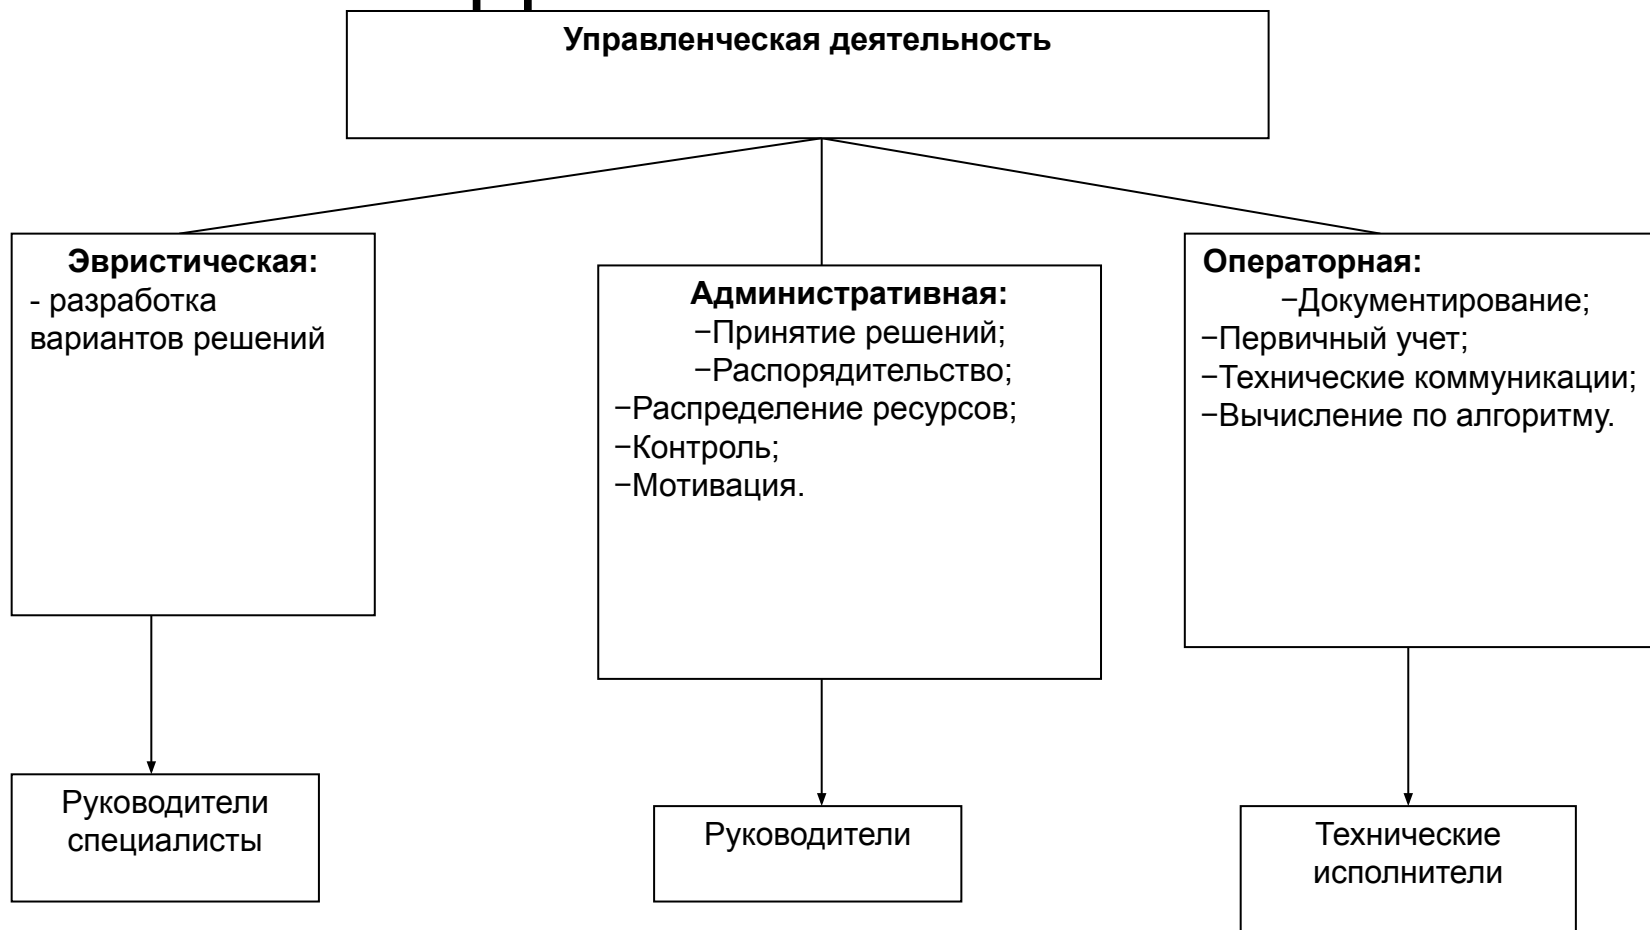 Управленческая деятельность
Эвристическая:
- разработка
вариантов решений
Административная:
−Принятие решений;
−Распорядительство;
−Распределение ресурсов;
−Контроль;
−Мотивация.
Операторная:
−Документирование;
−Первичный учет;
−Технические коммуникации;
−Вычисление по алгоритму.
Руководители
специалисты
Руководители
Технические
исполнители